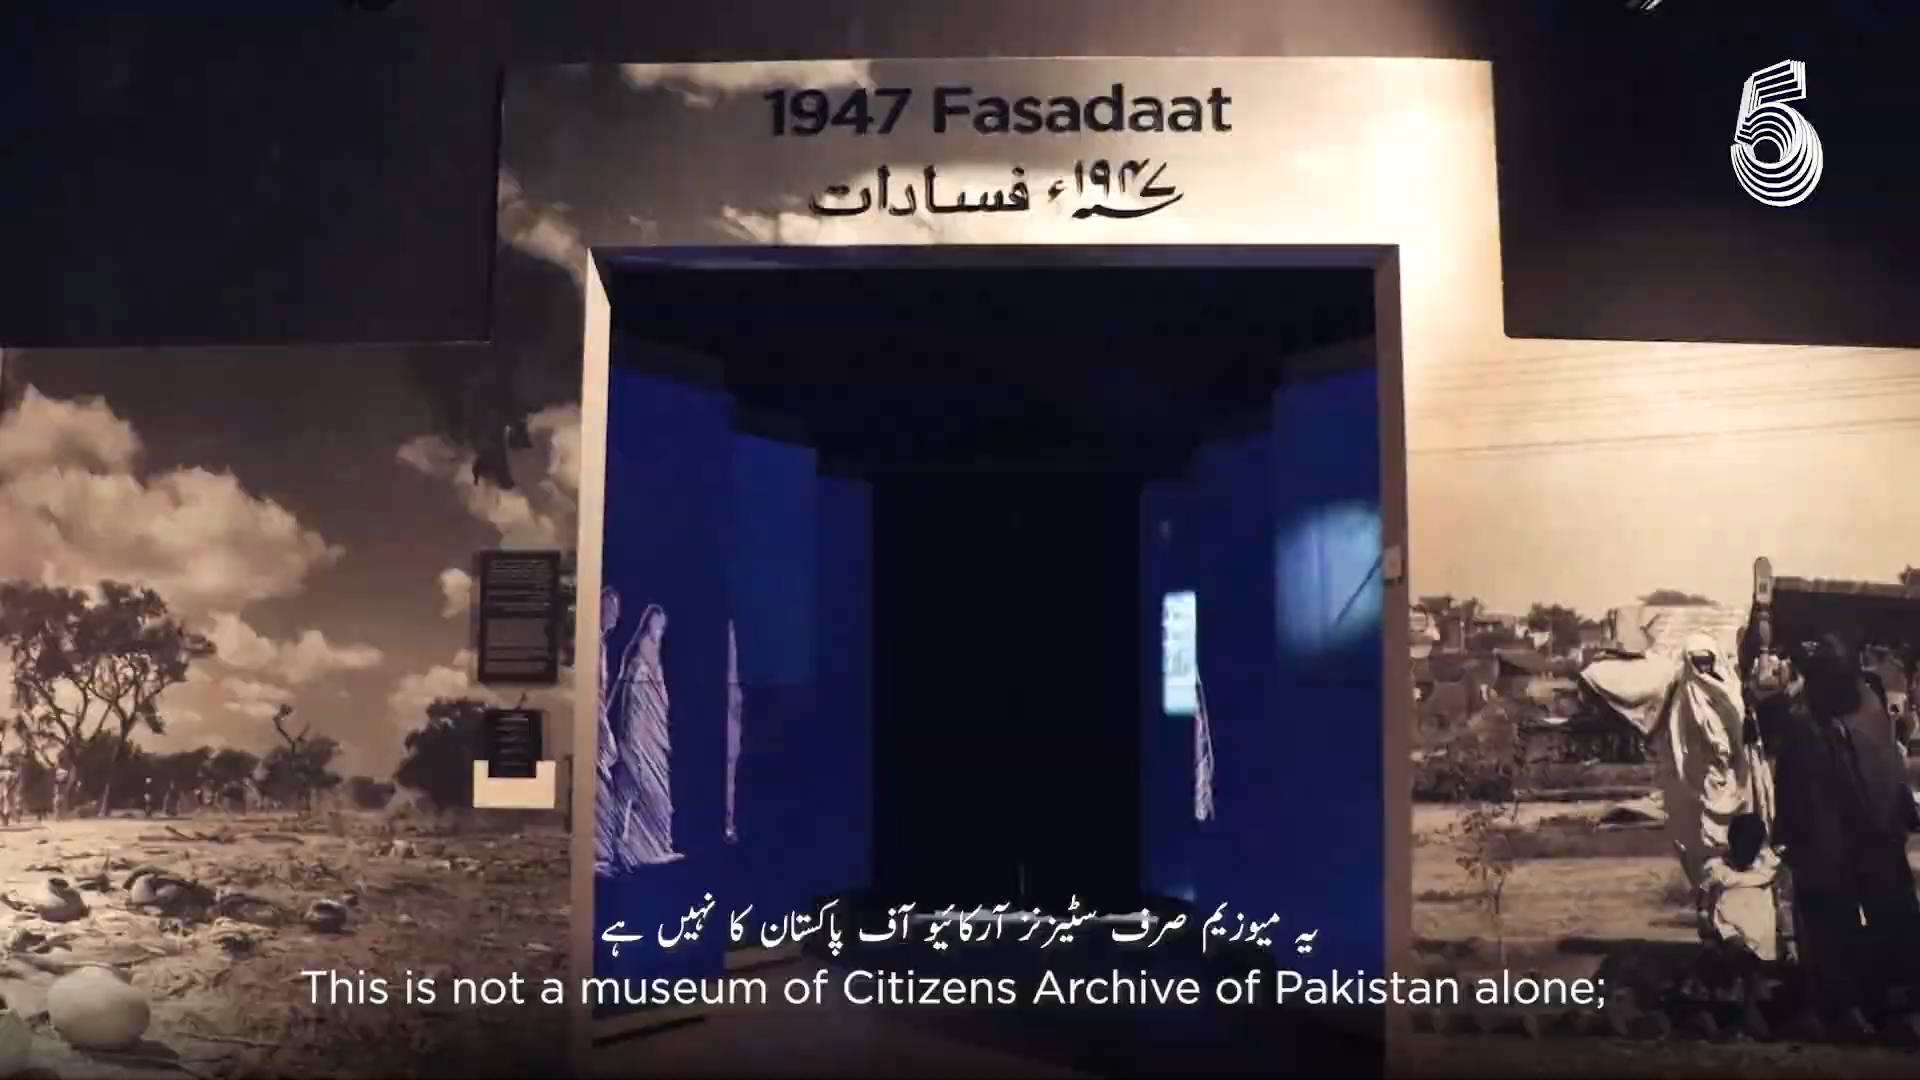 1947 Fasadaat
۱۹۴۷ء فسادات
5
یہ میوزیم صرف سٹیزنز آرکائیو آف پاکستان کا نہیں ہے
This is not a museum of Citizens Archive of Pakistan alone;